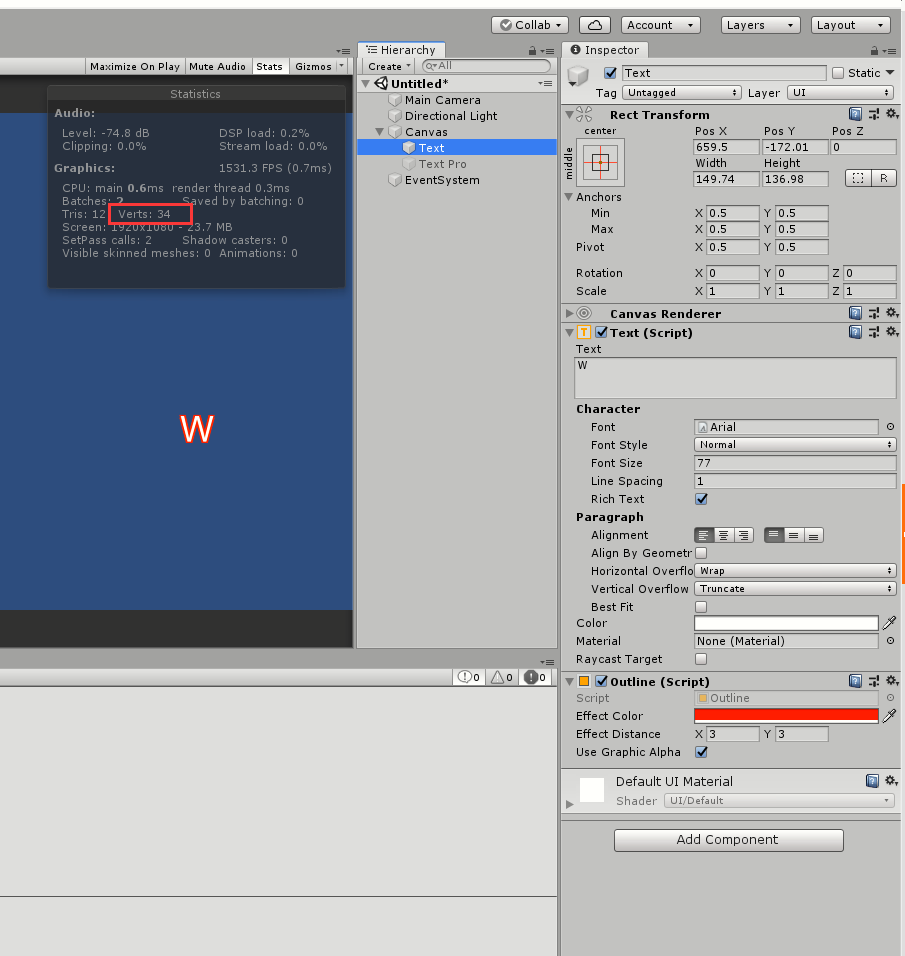 Collab
Account
Layers
Layout
Maximize On Play Mute Audio Stats Gizmos
Statistics
Audio:
Level: -74.8 dB DSP load: 0.2%
Clipping: 0.0% Stream load: 0.0%
Graphics: 1531.3 FPS (0.7ms)
CPU: main 0.6ms render thread 0.3ms
Batches: 2 Saved by batching: 0
Tris: 12 Verts: 34
Screen: 1920x1080 - 23.7 MB
SetPass calls: 2 Shadow casters: 0
Visible skinned meshes: 0 Animations: 0
W
0 0 0
Hierarchy
Create All
Untitled*
Main Camera
Directional Light
Canvas
Text
Text Pro
EventSystem
Inspector
Text Static
Tag Untagged Layer UI
Rect Transform
center Pos X Pos Y Pos Z
middle 659.5 -172.01 0
Width Height
149.74 136.98 R
Anchors
Min X 0.5 Y 0.5
Max X 0.5 Y 0.5
Pivot X 0.5 Y 0.5
Rotation X 0 Y 0 Z 0
Scale X 1 Y 1 Z 1
Canvas Renderer
T Text (Script)
Text
W
Character
Font Arial
Font Style Normal
Font Size 77
Line Spacing 1
Rich Text
Paragraph
Alignment
Align By Geometr
Horizontal Overflo Wrap
Vertical Overflow Truncate
Best Fit
Color
Material None (Material)
Raycast Target
Outline (Script)
Script Outline
Effect Color
Effect Distance X 3 Y 3
Use Graphic Alpha
Default UI Material
Shader UI/Default
Add Component